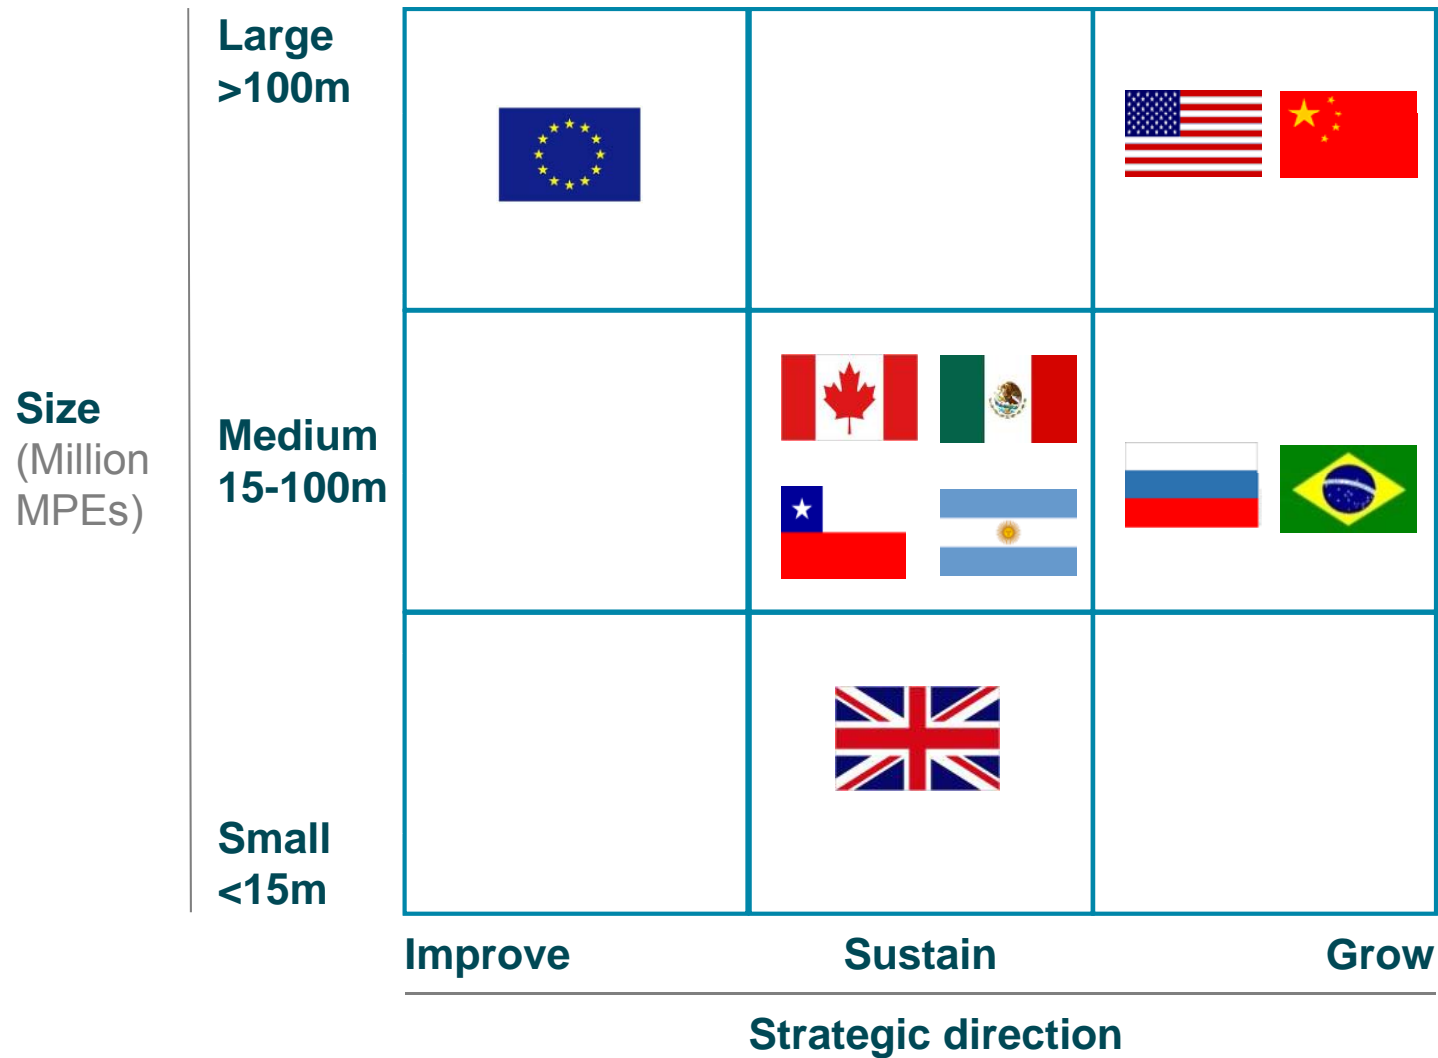 Large
>100m
Size
(Million
MPEs)
Medium
15-100m
Small
<15m
Improve
Sustain
Grow
Strategic direction